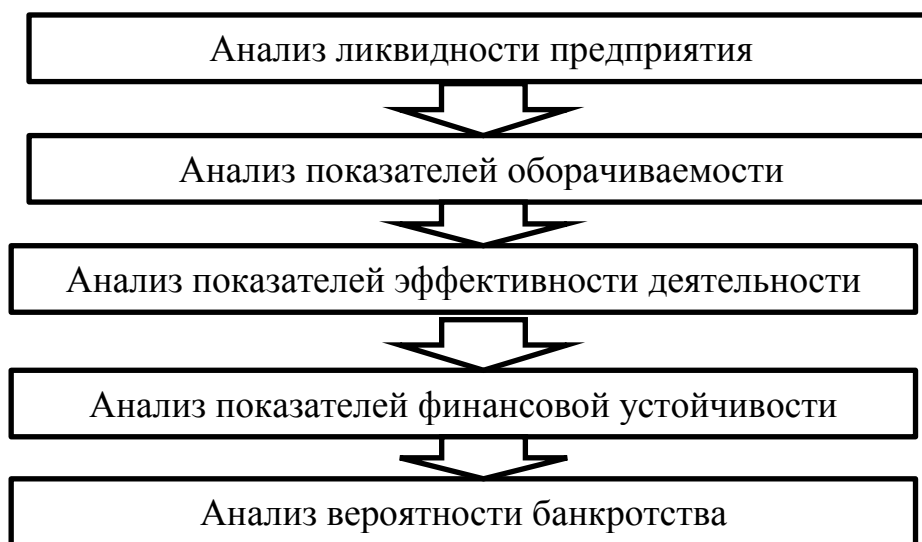 Анализ ликвидности предприятия
Анализ показателей оборачиваемости
Анализ показателей эффективности деятельности
Анализ показателей финансовой устойчивости
Анализ вероятности банкротства